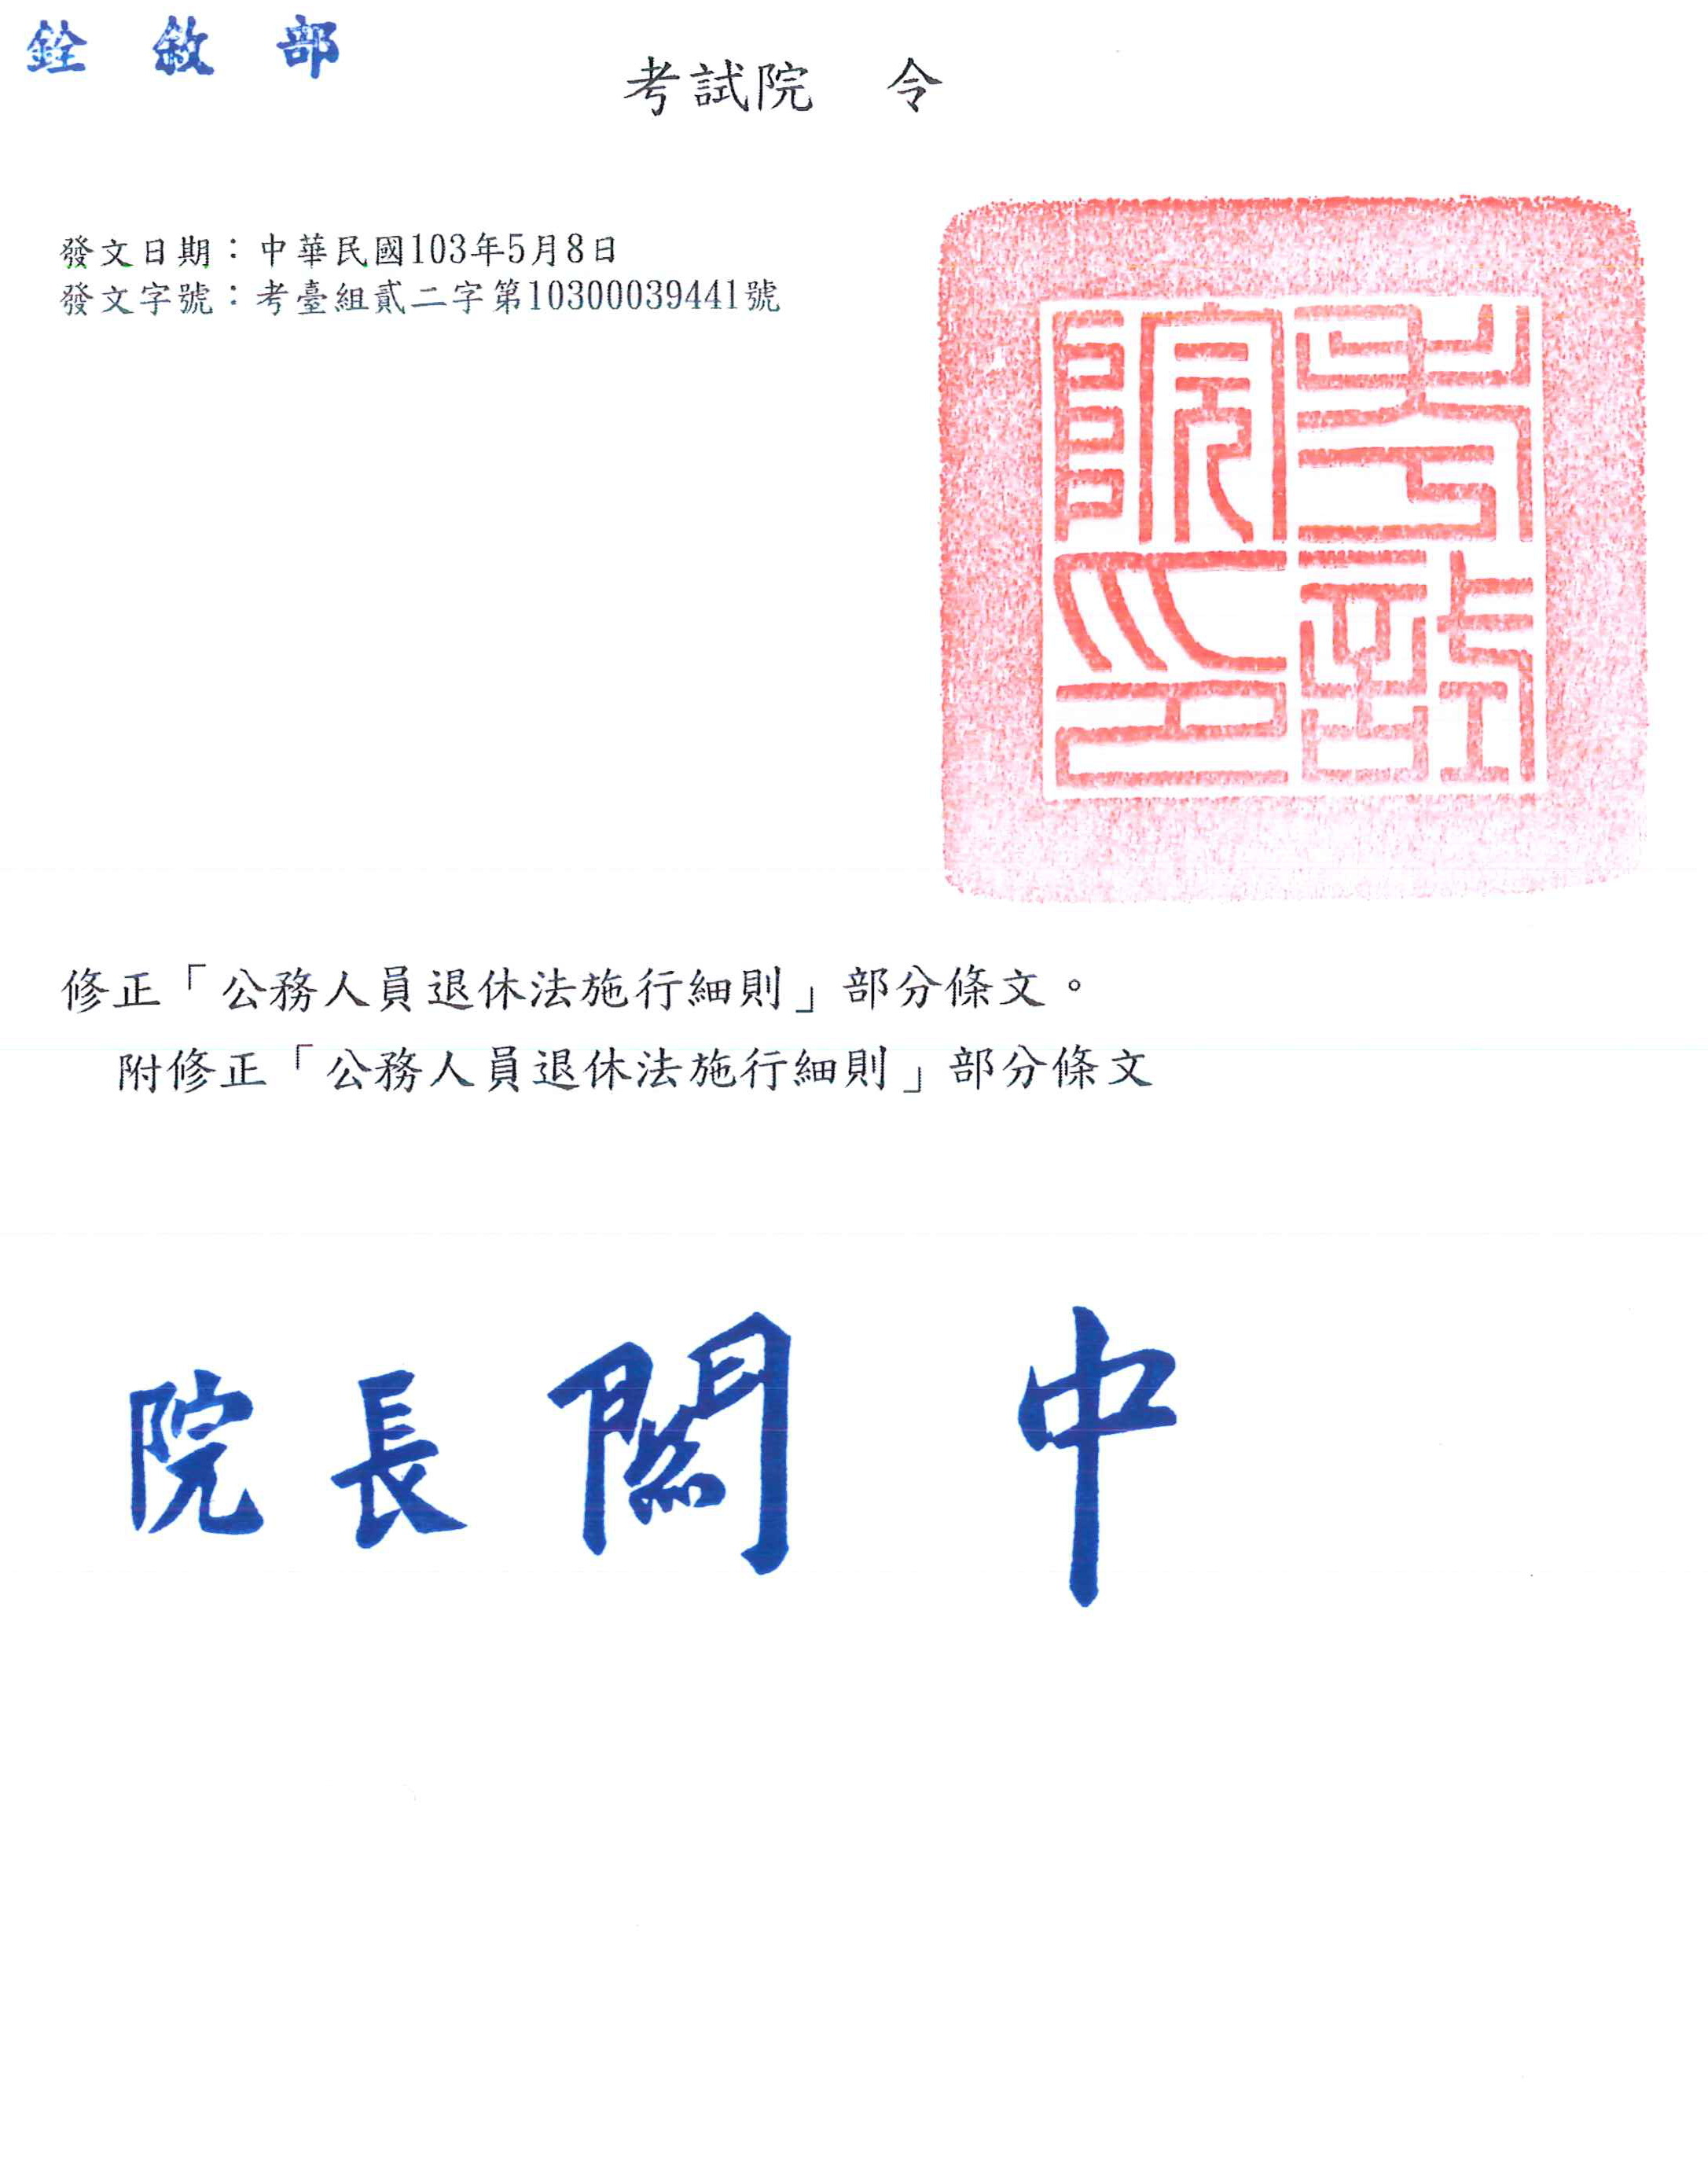 銓敘部
考試院　令
發文日期：中華民國103年5月8日
發文字號：考臺組貳二字第10300039441號
考試院印
修正「公務人員退休法施行細則」部分條文。
附修正「公務人員退休法施行細則」部分條文
院長 關 中